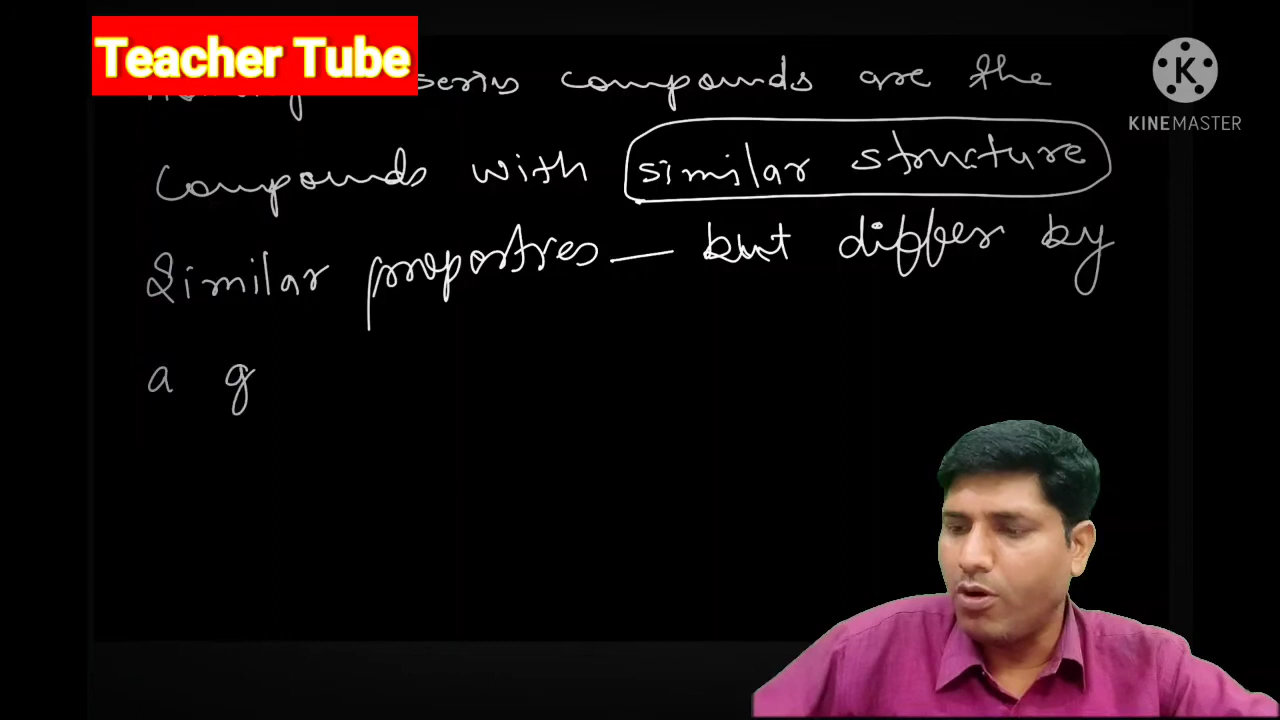 Teacher Tube
series compounds are the
KINEMASTER
compounds with similar structure
similar properties — but differ by
a g